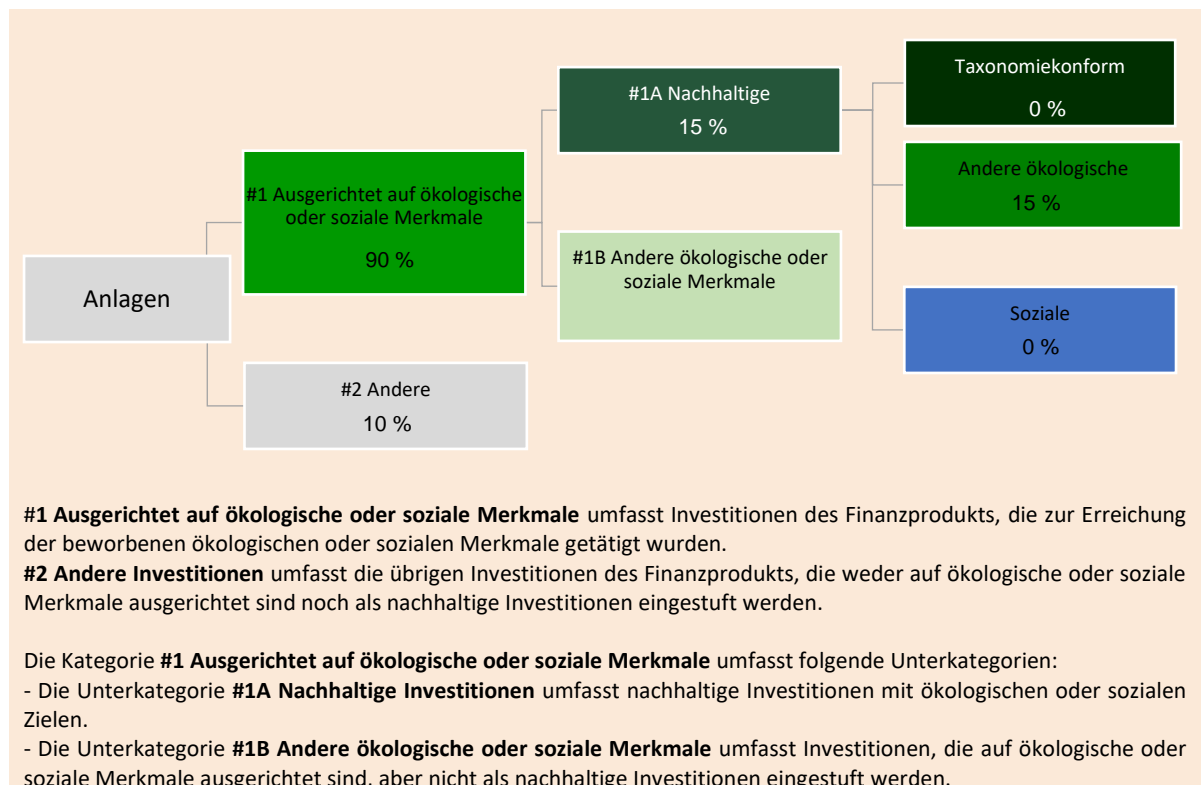 Taxonomiekonform
0 %
#1A Nachhaltige
15 %
Andere ökologische
15 %
#1 Ausgerichtet auf ökologische
oder soziale Merkmale
90 %
#1B Andere ökologische oder
soziale Merkmale
Anlagen
Soziale
0 %
#2 Andere
10 %
#1 Ausgerichtet auf ökologische oder soziale Merkmale umfasst Investitionen des Finanzprodukts, die zur Erreichung
der beworbenen ökologischen oder sozialen Merkmale getätigt wurden.
#2 Andere Investitionen umfasst die übrigen Investitionen des Finanzprodukts, die weder auf ökologische oder soziale
Merkmale ausgerichtet sind noch als nachhaltige Investitionen eingestuft werden.
Die Kategorie #1 Ausgerichtet auf ökologische oder soziale Merkmale umfasst folgende Unterkategorien:
- Die Unterkategorie #1A Nachhaltige Investitionen umfasst nachhaltige Investitionen mit ökologischen oder sozialen
Zielen.
- Die Unterkategorie #1B Andere ökologische oder soziale Merkmale umfasst Investitionen, die auf ökologische oder
soziale Merkmale ausgerichtet sind, aber nicht als nachhaltige Investitionen eingestuft werden.